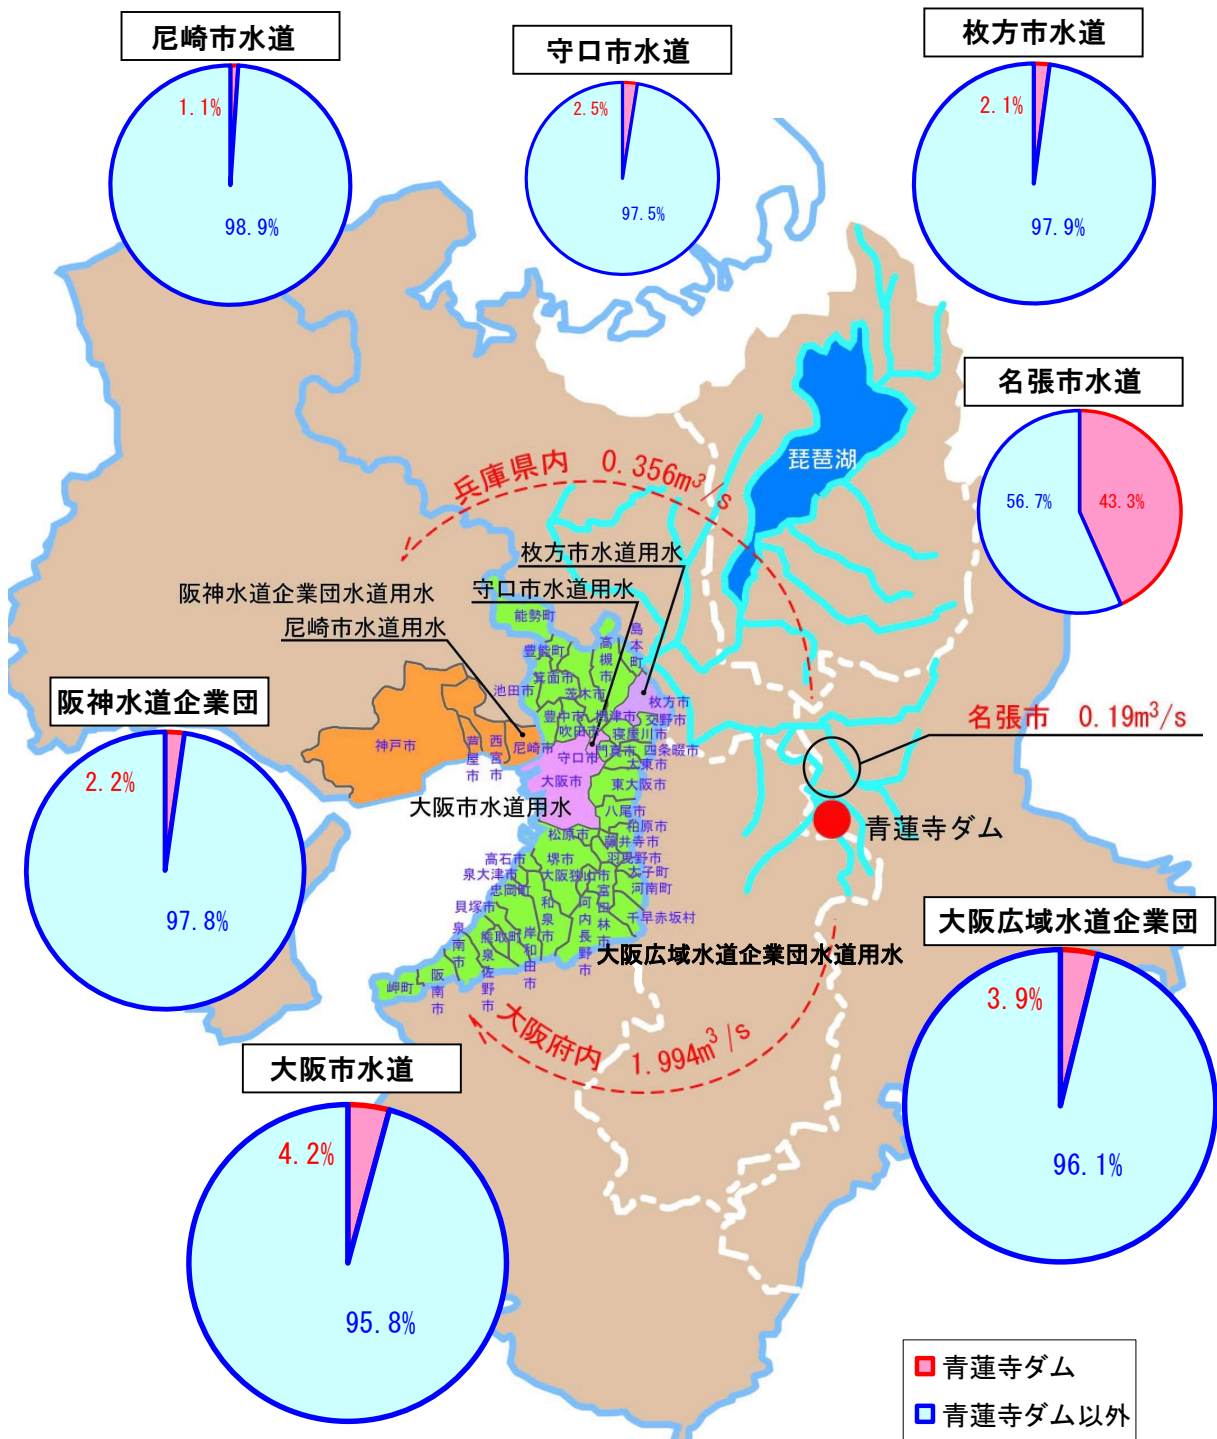 尼崎市水道
1.1%
98.9%
守口市水道
2.5%
97.5%
枚方市水道
2.1%
97.9%
名張市水道
56.7%
43.3%
琵琶湖
兵庫県内 0.356m³/s
枚方市水道用水
守口市水道用水
阪神水道企業団水道用水
尼崎市水道用水
能勢町
豊能町
高槻市
島本町
箕面市
池田市
茨木市
枚方市
豊中市
摂津市
交野市
吹田市
寝屋川市
門真市
四条畷市
守口市
大東市
神戸市
芦屋市
西宮市
尼崎市
大阪市
東大阪市
大阪市水道用水
八尾市
柏原市
松原市
藤井寺市
羽曳野市
高石市
堺市
太子町
泉大津市
大阪狭山市
河南町
忠岡町
富田林市
貝塚市
和泉市
河内長野市
千早赤坂村
泉南市
熊取町
岸和田市
泉佐野市
阪南市
岬町
名張市 0.19m³/s
青蓮寺ダム
大阪広域水道企業団水道用水
大阪府内 1.994m³/s
阪神水道企業団
2.2%
97.8%
大阪広域水道企業団
3.9%
96.1%
大阪市水道
4.2%
95.8%
青蓮寺ダム
青蓮寺ダム以外